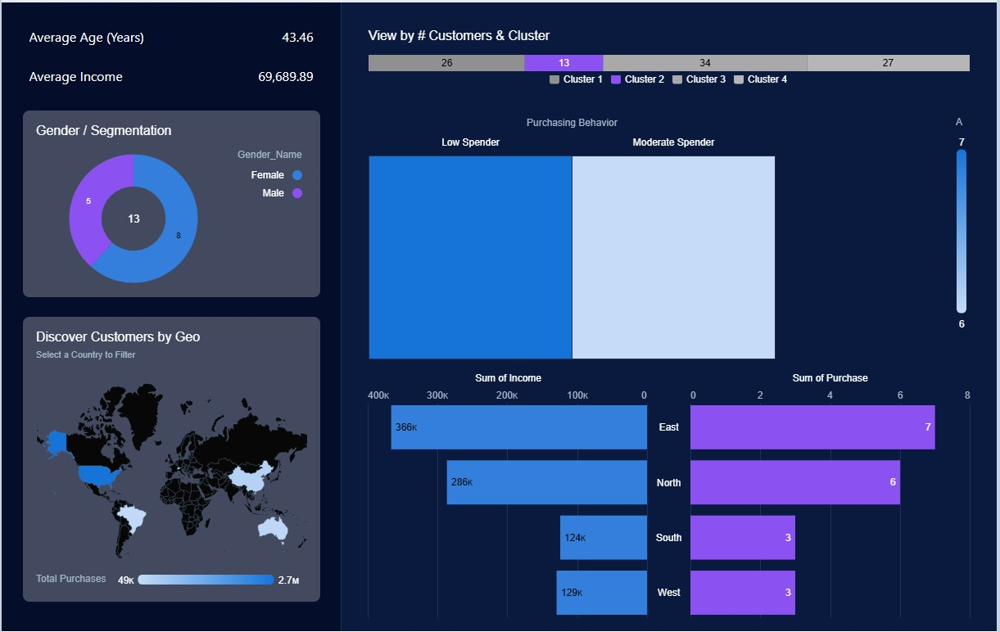 Average Age (Years) 43.46
Average Income 69,689.89
Gender / Segmentation
Gender_Name
Female
Male
5
13
8
Discover Customers by Geo
Select a Country to Filter
Total Purchases 49K 2.7M
View by # Customers & Cluster
26 13 34 27
Cluster 1 Cluster 2 Cluster 3 Cluster 4
Purchasing Behavior
Low Spender Moderate Spender
A
7
6
Sum of Income Sum of Purchase
400K 300K 200K 100K 0 0 2 4 6 8
366K East 7
286K North 6
124K South 3
129K West 3